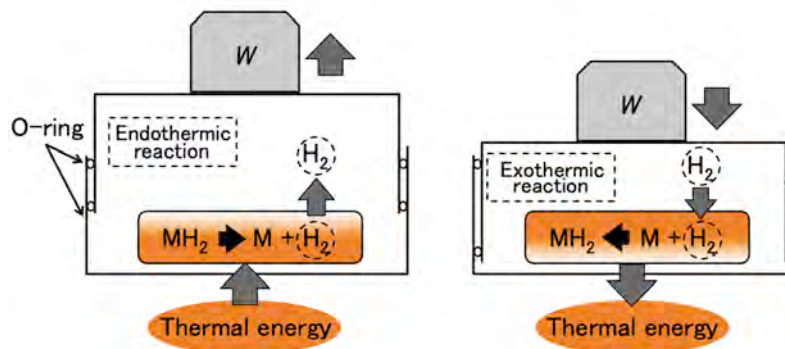 W
O-ring
Endothermic
reaction
H₂
MH₂ M + H₂
Thermal energy
W
Exothermic
reaction
H₂
MH₂ M + H₂
Thermal energy